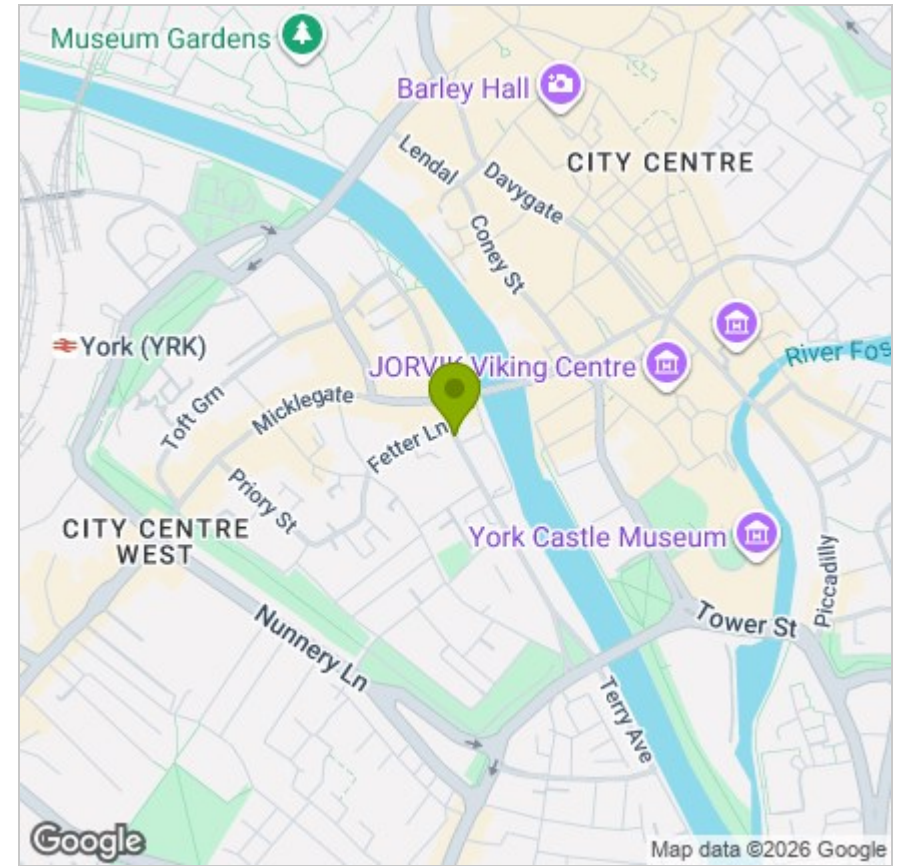 Museum Gardens
Barley Hall
CITY CENTRE
Lendal
Davygate
Coney St
York (YRK)
JORVIK Viking Centre
River Fos
Toft Grn
Micklegate
Fetter Ln
Priory St
CITY CENTRE
WEST
York Castle Museum
Piccadilly
Tower St
Nunnery Ln
Terry Ave
Google
Map data ©2026 Google